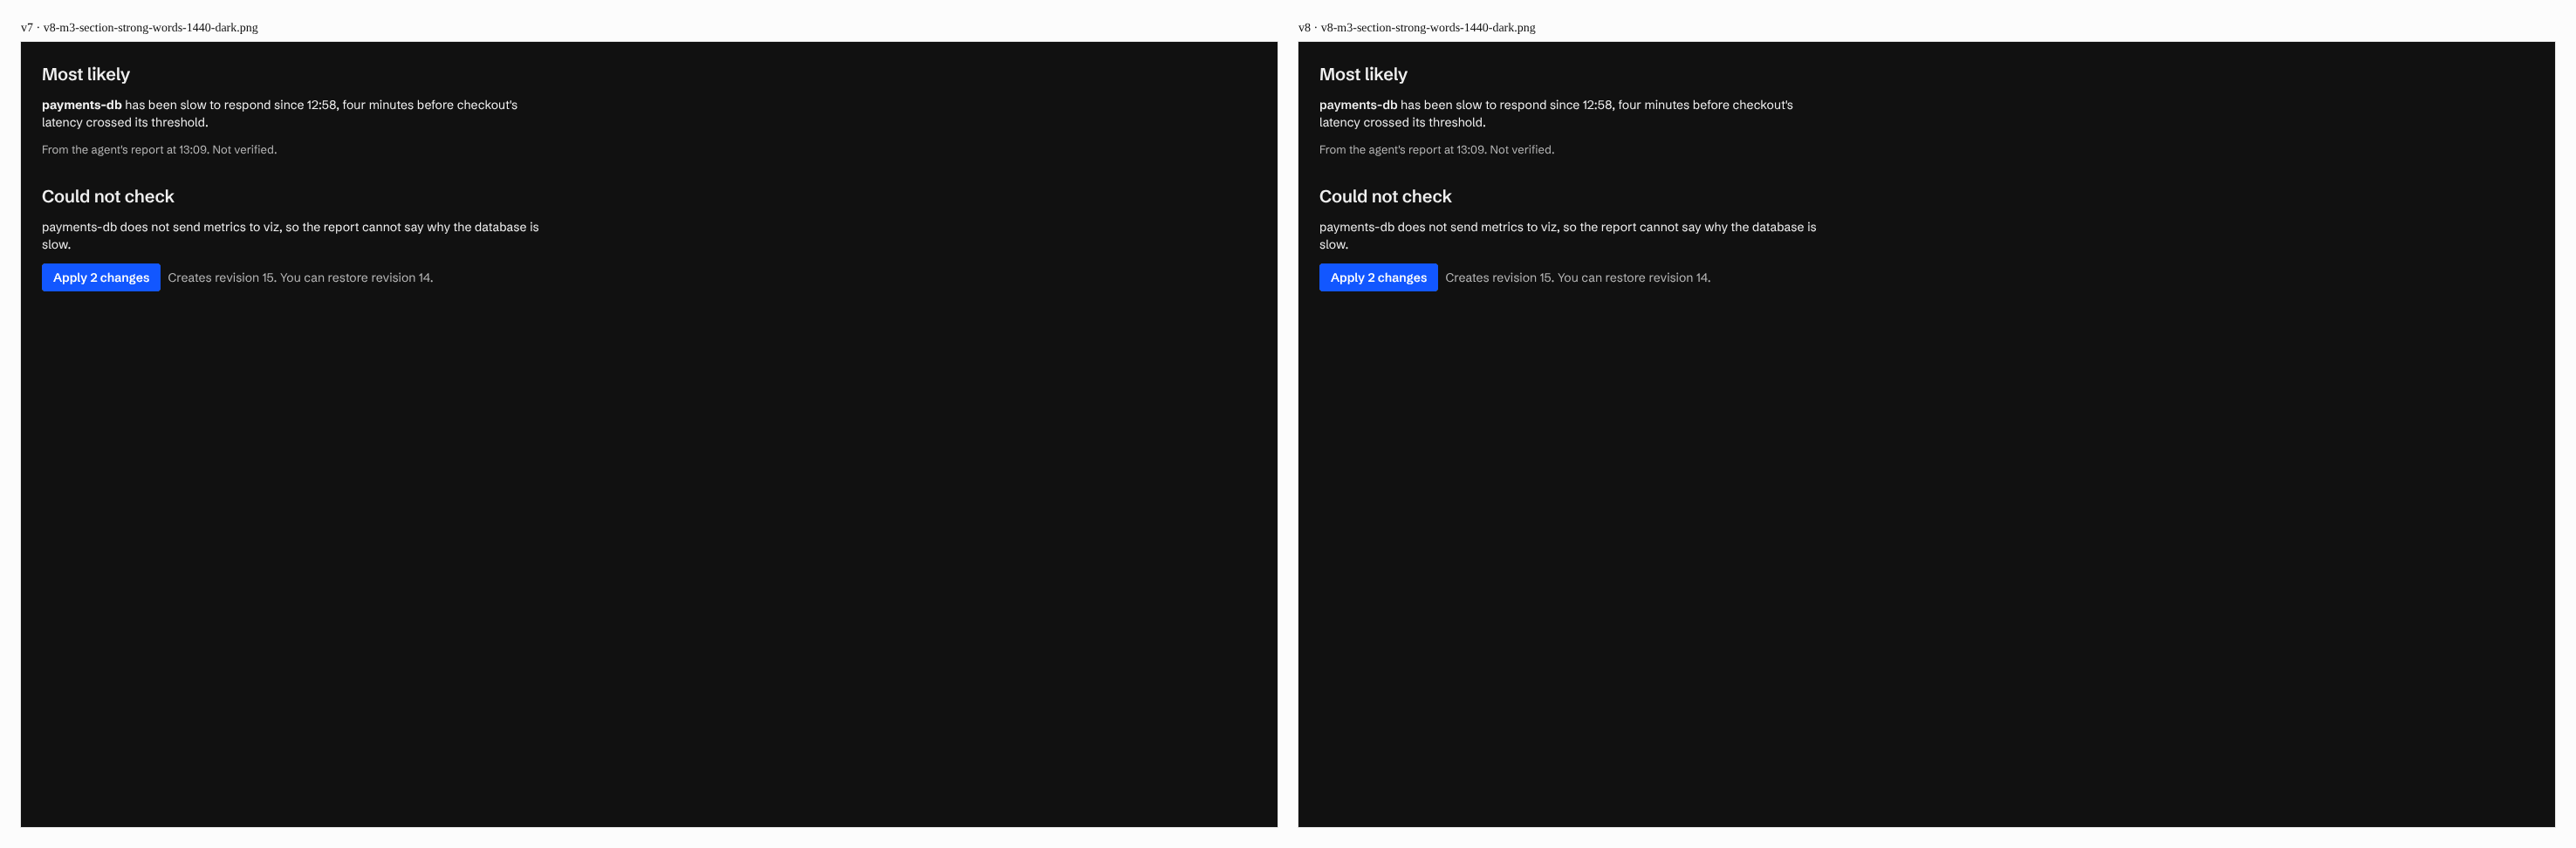 v7 · v8-m3-section-strong-words-1440-dark.png
Most likely
payments-db has been slow to respond since 12:58, four minutes before checkout's
latency crossed its threshold.
From the agent's report at 13:09. Not verified.
Could not check
payments-db does not send metrics to viz, so the report cannot say why the database is
slow.
Apply 2 changes Creates revision 15. You can restore revision 14.
v8 · v8-m3-section-strong-words-1440-dark.png
Most likely
payments-db has been slow to respond since 12:58, four minutes before checkout's
latency crossed its threshold.
From the agent's report at 13:09. Not verified.
Could not check
payments-db does not send metrics to viz, so the report cannot say why the database is
slow.
Apply 2 changes Creates revision 15. You can restore revision 14.